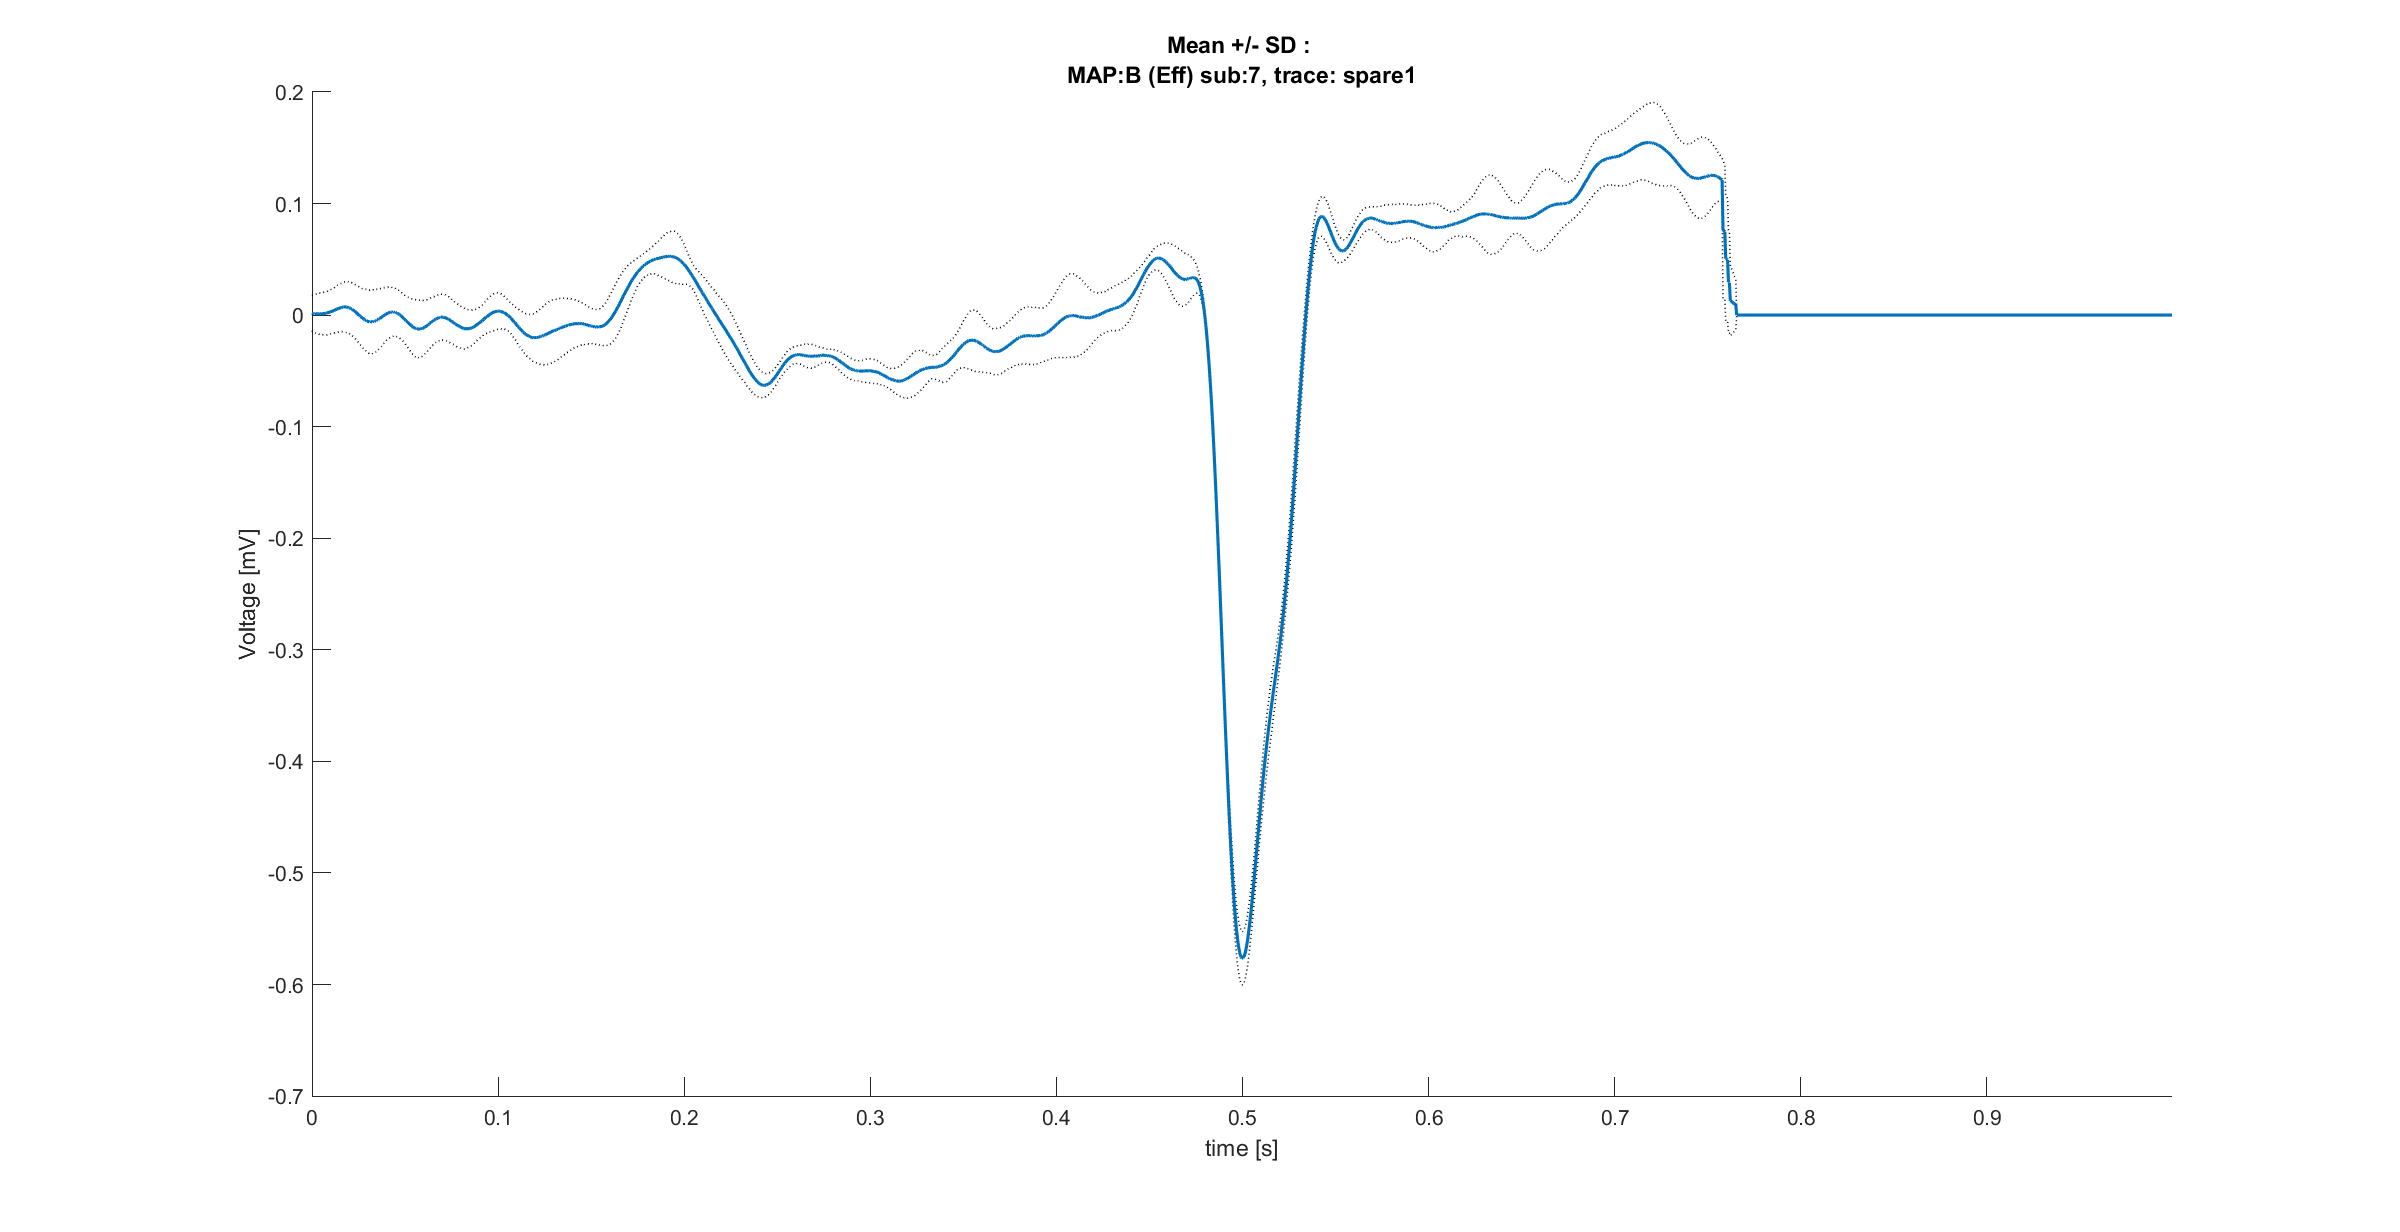 Mean +/- SD :
MAP:B (Eff) sub:7, trace: spare1
0.2
0.1
0
-0.1
-0.2
-0.3
-0.4
-0.5
-0.6
-0.7
Voltage [mV]
0 0.1 0.2 0.3 0.4 0.5 0.6 0.7 0.8 0.9
time [s]